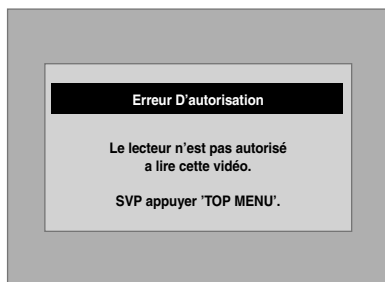 Erreur D'autorisation
Le lecteur n'est pas autorisé
a lire cette vidéo.
SVP appuyer 'TOP MENU'.